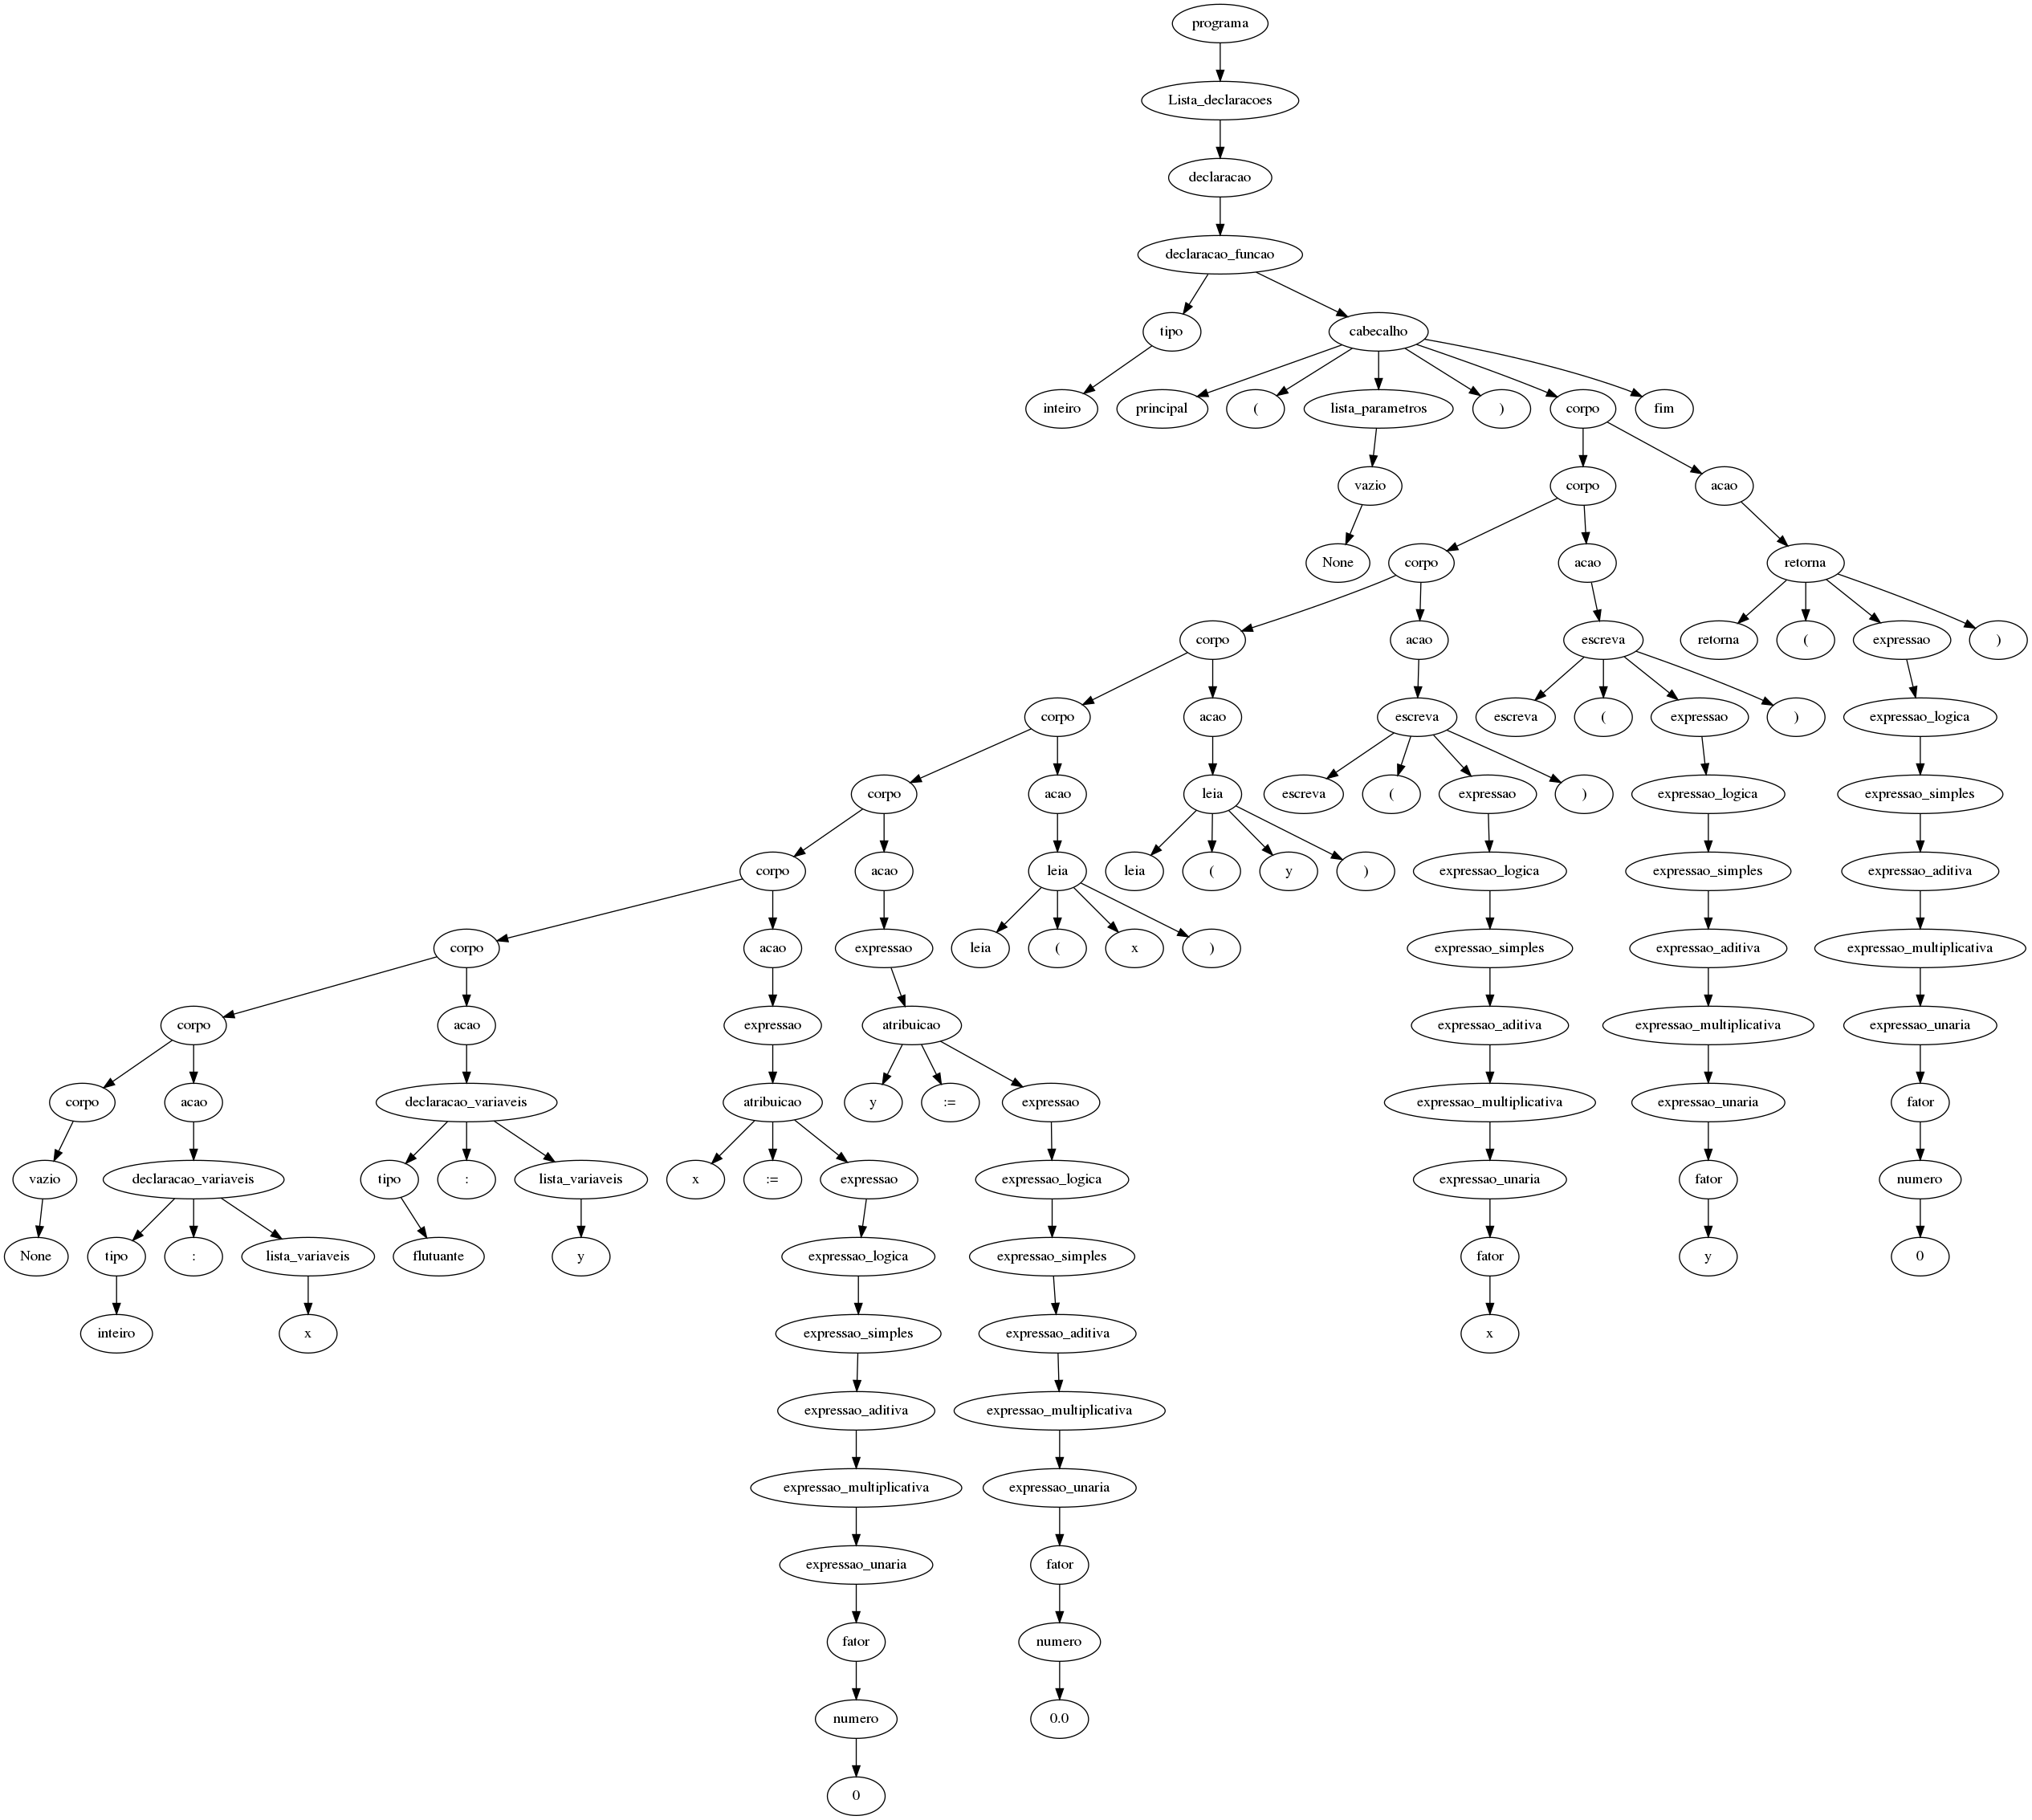 programa
Lista_declaracoes
declaracao
declaracao_funcao
tipo cabecalho
inteiro principal ( lista_parametros ) corpo fim
vazio corpo acao
None corpo acao retorna
corpo acao escreva retorna ( expressao )
corpo acao escreva escreva ( expressao ) expressao_logica
corpo acao leia escreva ( expressao ) expressao_logica expressao_simples
corpo acao leia leia ( y ) expressao_logica expressao_simples expressao_aditiva
corpo acao expressao leia ( x ) expressao_simples expressao_aditiva expressao_multiplicativa
corpo acao expressao atribuicao expressao_aditiva expressao_multiplicativa expressao_unaria
corpo acao declaracao_variaveis atribuicao y := expressao expressao_multiplicativa expressao_unaria fator
vazio declaracao_variaveis tipo : lista_variaveis x := expressao expressao_logica expressao_unaria fator numero
None tipo : lista_variaveis flutuante y expressao_logica expressao_simples fator y 0
inteiro x expressao_simples expressao_aditiva x
expressao_aditiva expressao_multiplicativa
expressao_multiplicativa expressao_unaria
expressao_unaria fator
fator numero
numero 0.0
0